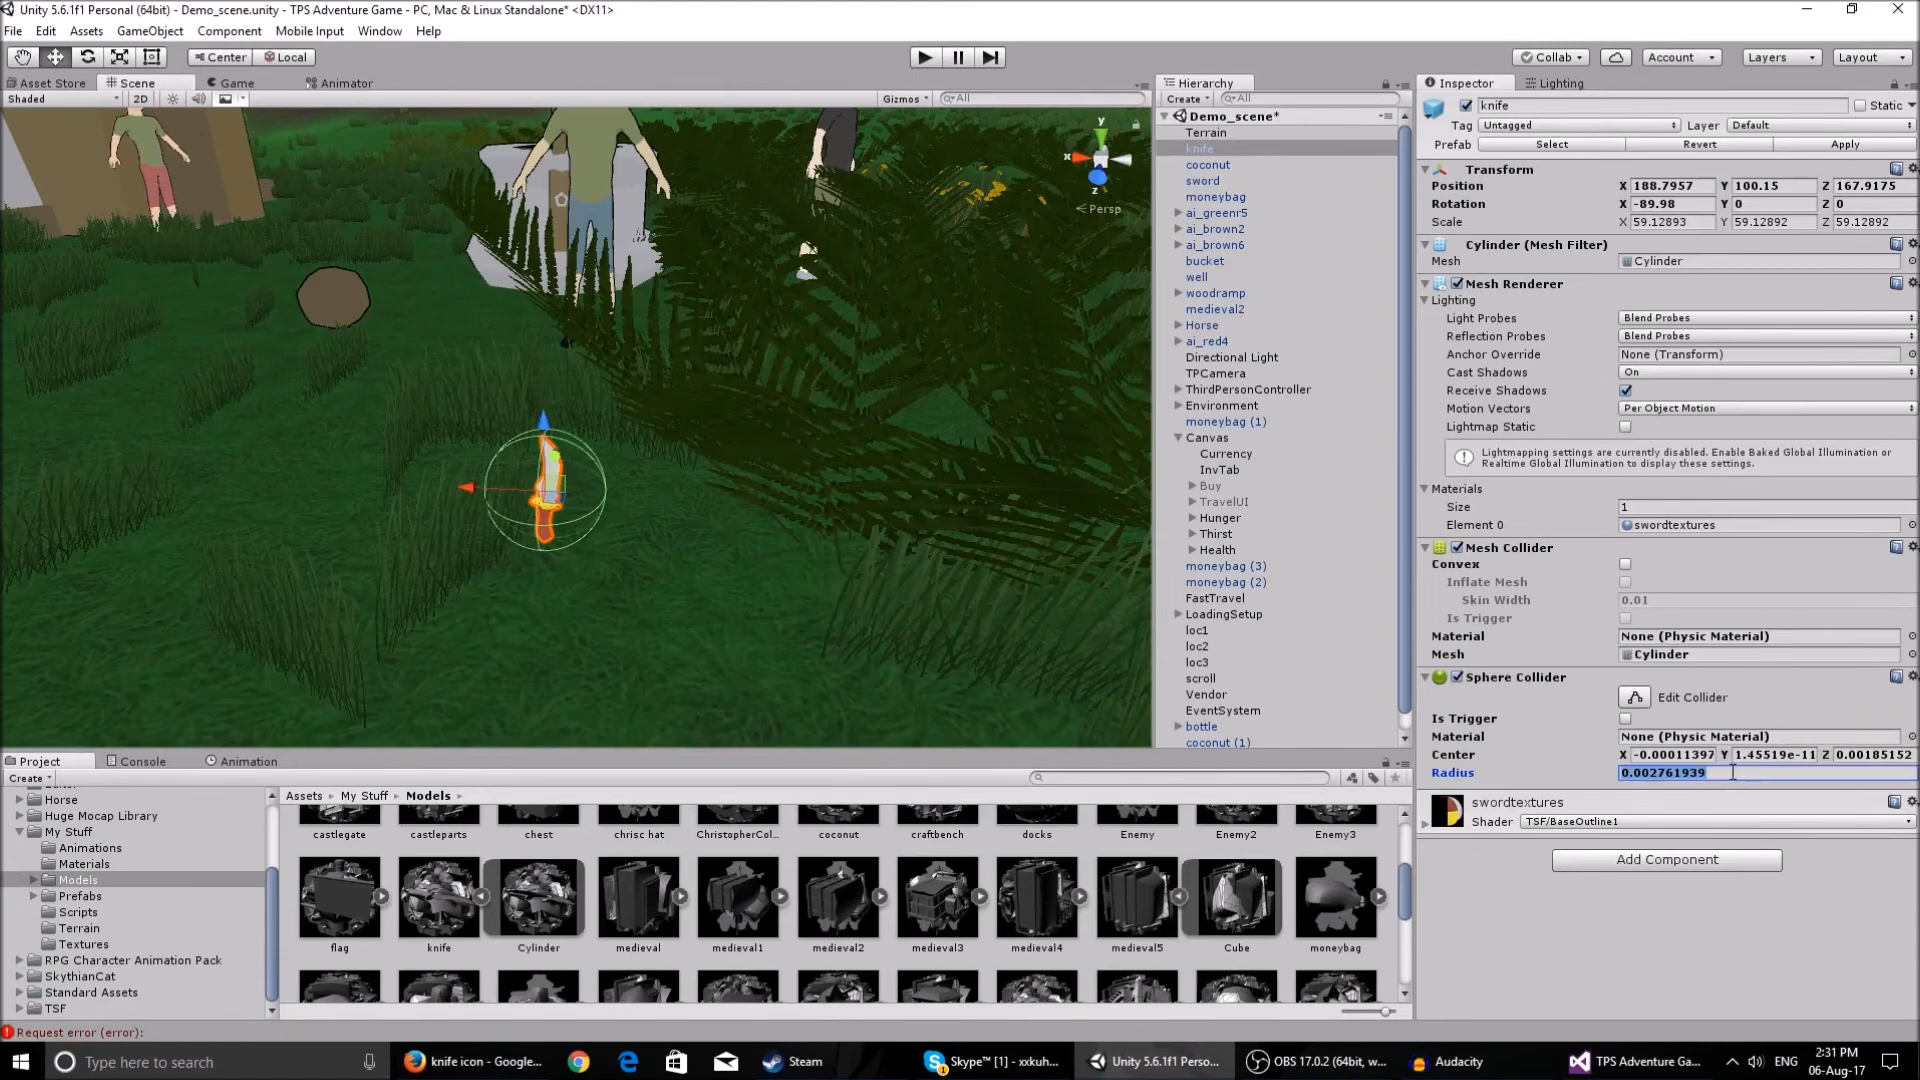 Unity 5.6.1f1 Personal (64bit) - Demo_scene.unity - TPS Adventure Game - PC, Mac & Linux Standalone* <DX11>
File Edit Assets GameObject Component Mobile Input Window Help
Center Local Collab Account Layers Layout
Asset Store Scene Game Animator
Shaded 2D Gizmos All
y
x
z
Persp
Hierarchy
Create All
Demo_scene*
Terrain
knife
coconut
sword
moneybag
ai_greenr5
ai_brown2
ai_brown6
bucket
well
woodramp
medieval2
Horse
ai_red4
Directional Light
TPCamera
ThirdPersonController
Environment
moneybag (1)
Canvas
Currency
InvTab
Buy
TravelUI
Hunger
Thirst
Health
moneybag (3)
moneybag (2)
FastTravel
LoadingSetup
loc1
loc2
loc3
scroll
Vendor
EventSystem
bottle
coconut (1)
Inspector Lighting
knife Static
Tag Untagged Layer Default
Prefab Select Revert Apply
Transform
Position X 188.7957 Y 100.15 Z 167.9175
Rotation X -89.98 Y 0 Z 0
Scale X 59.12893 Y 59.12892 Z 59.12892
Cylinder (Mesh Filter)
Mesh Cylinder
Mesh Renderer
Lighting
Light Probes Blend Probes
Reflection Probes Blend Probes
Anchor Override None (Transform)
Cast Shadows On
Receive Shadows
Motion Vectors Per Object Motion
Lightmap Static
Lightmapping settings are currently disabled. Enable Baked Global Illumination or
Realtime Global Illumination to display these settings.
Materials
Size 1
Element 0 swordtextures
Mesh Collider
Convex
Inflate Mesh
Skin Width 0.01
Is Trigger
Material None (Physic Material)
Mesh Cylinder
Sphere Collider
Edit Collider
Is Trigger
Material None (Physic Material)
Center X -0.00011397 Y 1.45519e-11 Z 0.00185152
Radius 0.002761939
swordtextures
Shader TSF/BaseOutline1
Add Component
Project Console Animation
Create
Horse
Huge Mocap Library
My Stuff
Animations
Materials
Models
Prefabs
Scripts
Terrain
Textures
RPG Character Animation Pack
SkythianCat
Standard Assets
TSF
Assets My Stuff Models
castlegate castleparts chest chrisc hat ChristopherCol... coconut craftbench docks Enemy Enemy2 Enemy3
flag knife Cylinder medieval medieval1 medieval2 medieval3 medieval4 medieval5 Cube moneybag
Request error (error):
Type here to search knife icon - Google... Steam Skype™ [1] - xxkuh... Unity 5.6.1f1 Perso... OBS 17.0.2 (64bit, w... Audacity TPS Adventure Ga... ENG 2:31 PM
06-Aug-17